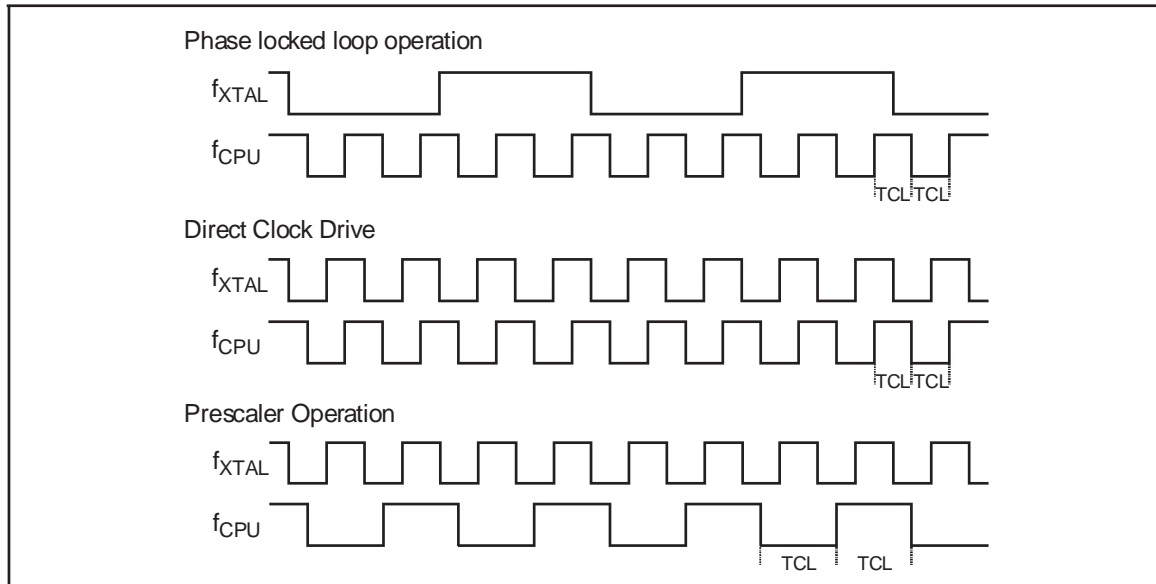 Phase locked loop operation
fXTAL
fCPU
TCL TCL
Direct Clock Drive
fXTAL
fCPU
TCL TCL
Prescaler Operation
fXTAL
fCPU
TCL TCL